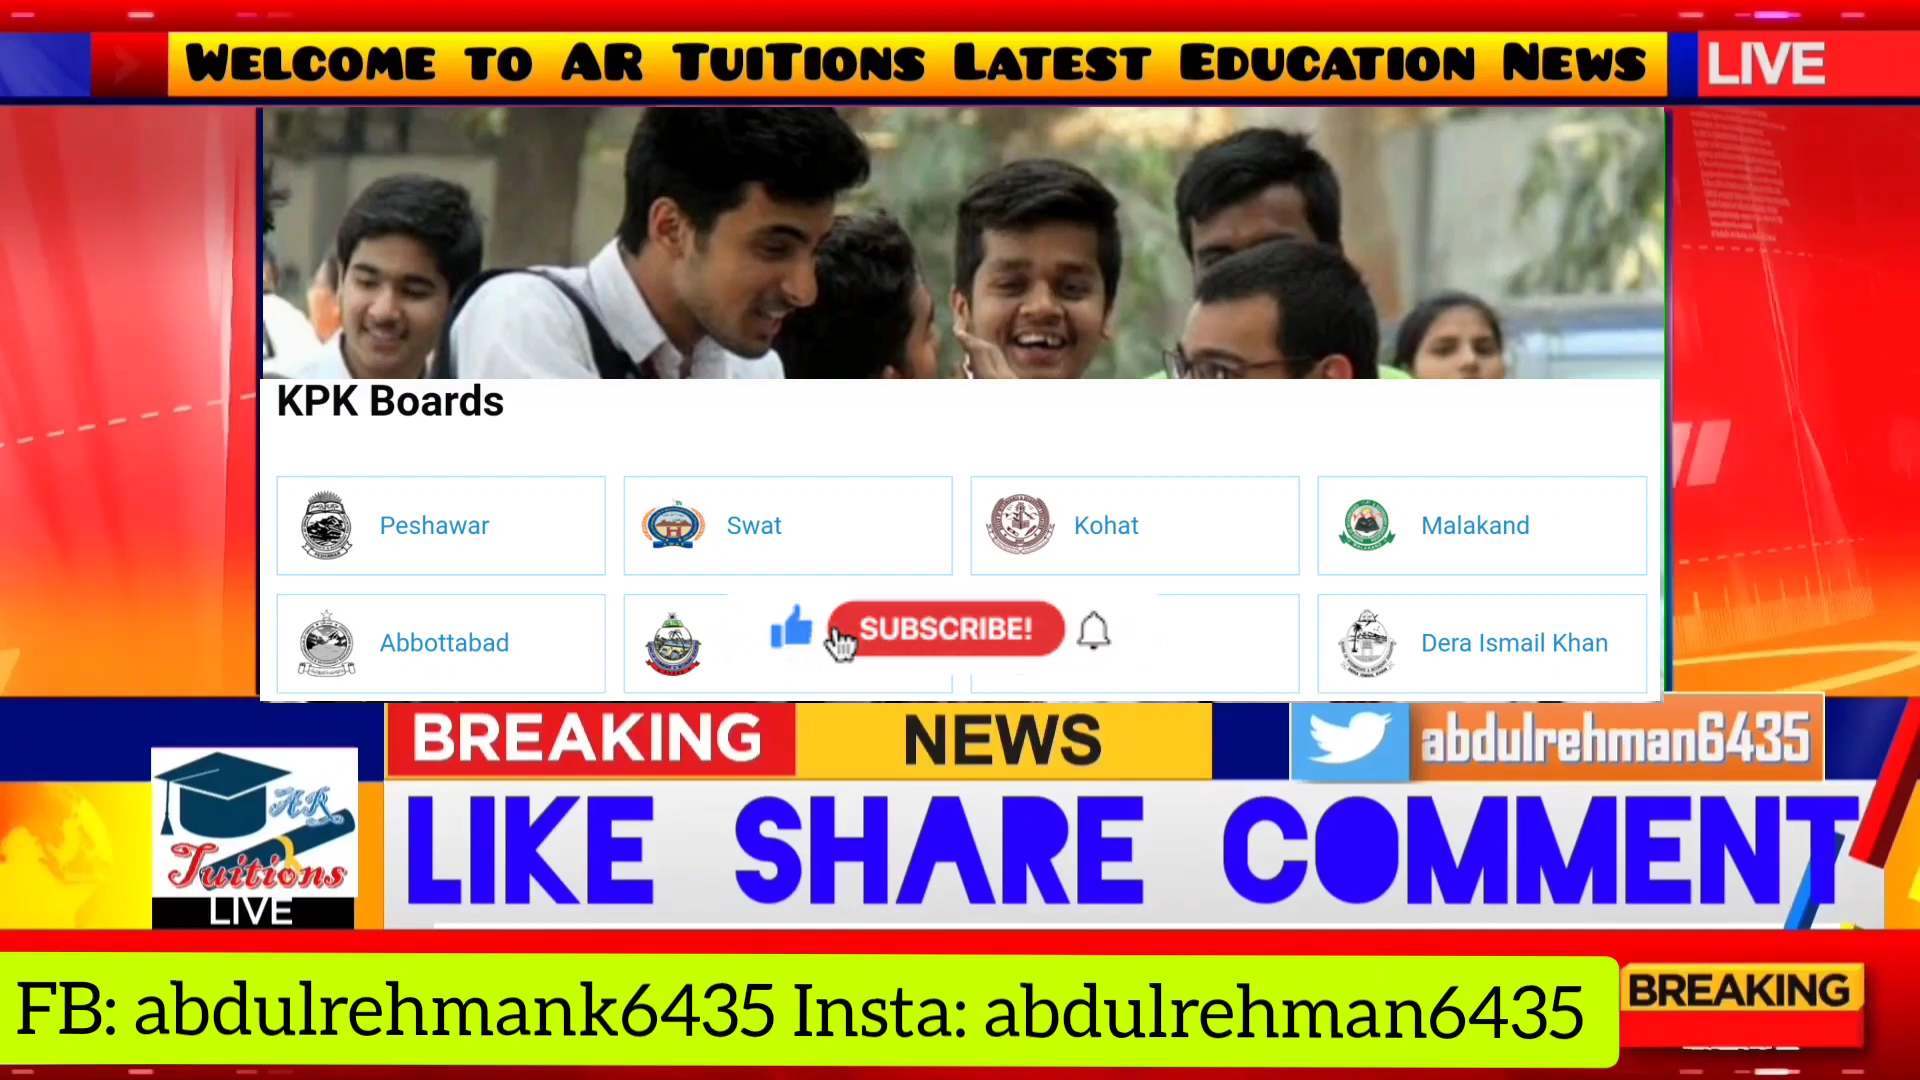 WELCOME TO AR TUITIONS LATEST EDUCATION NEWS
LIVE
KPK Boards
Peshawar
Swat
Kohat
Malakand
Abbottabad
SUBSCRIBE!
Dera Ismail Khan
BREAKING NEWS
abdulrehman6435
AR
Tuitions
LIVE
LIKE SHARE COMMENT
FB: abdulrehmank6435 Insta: abdulrehman6435
BREAKING